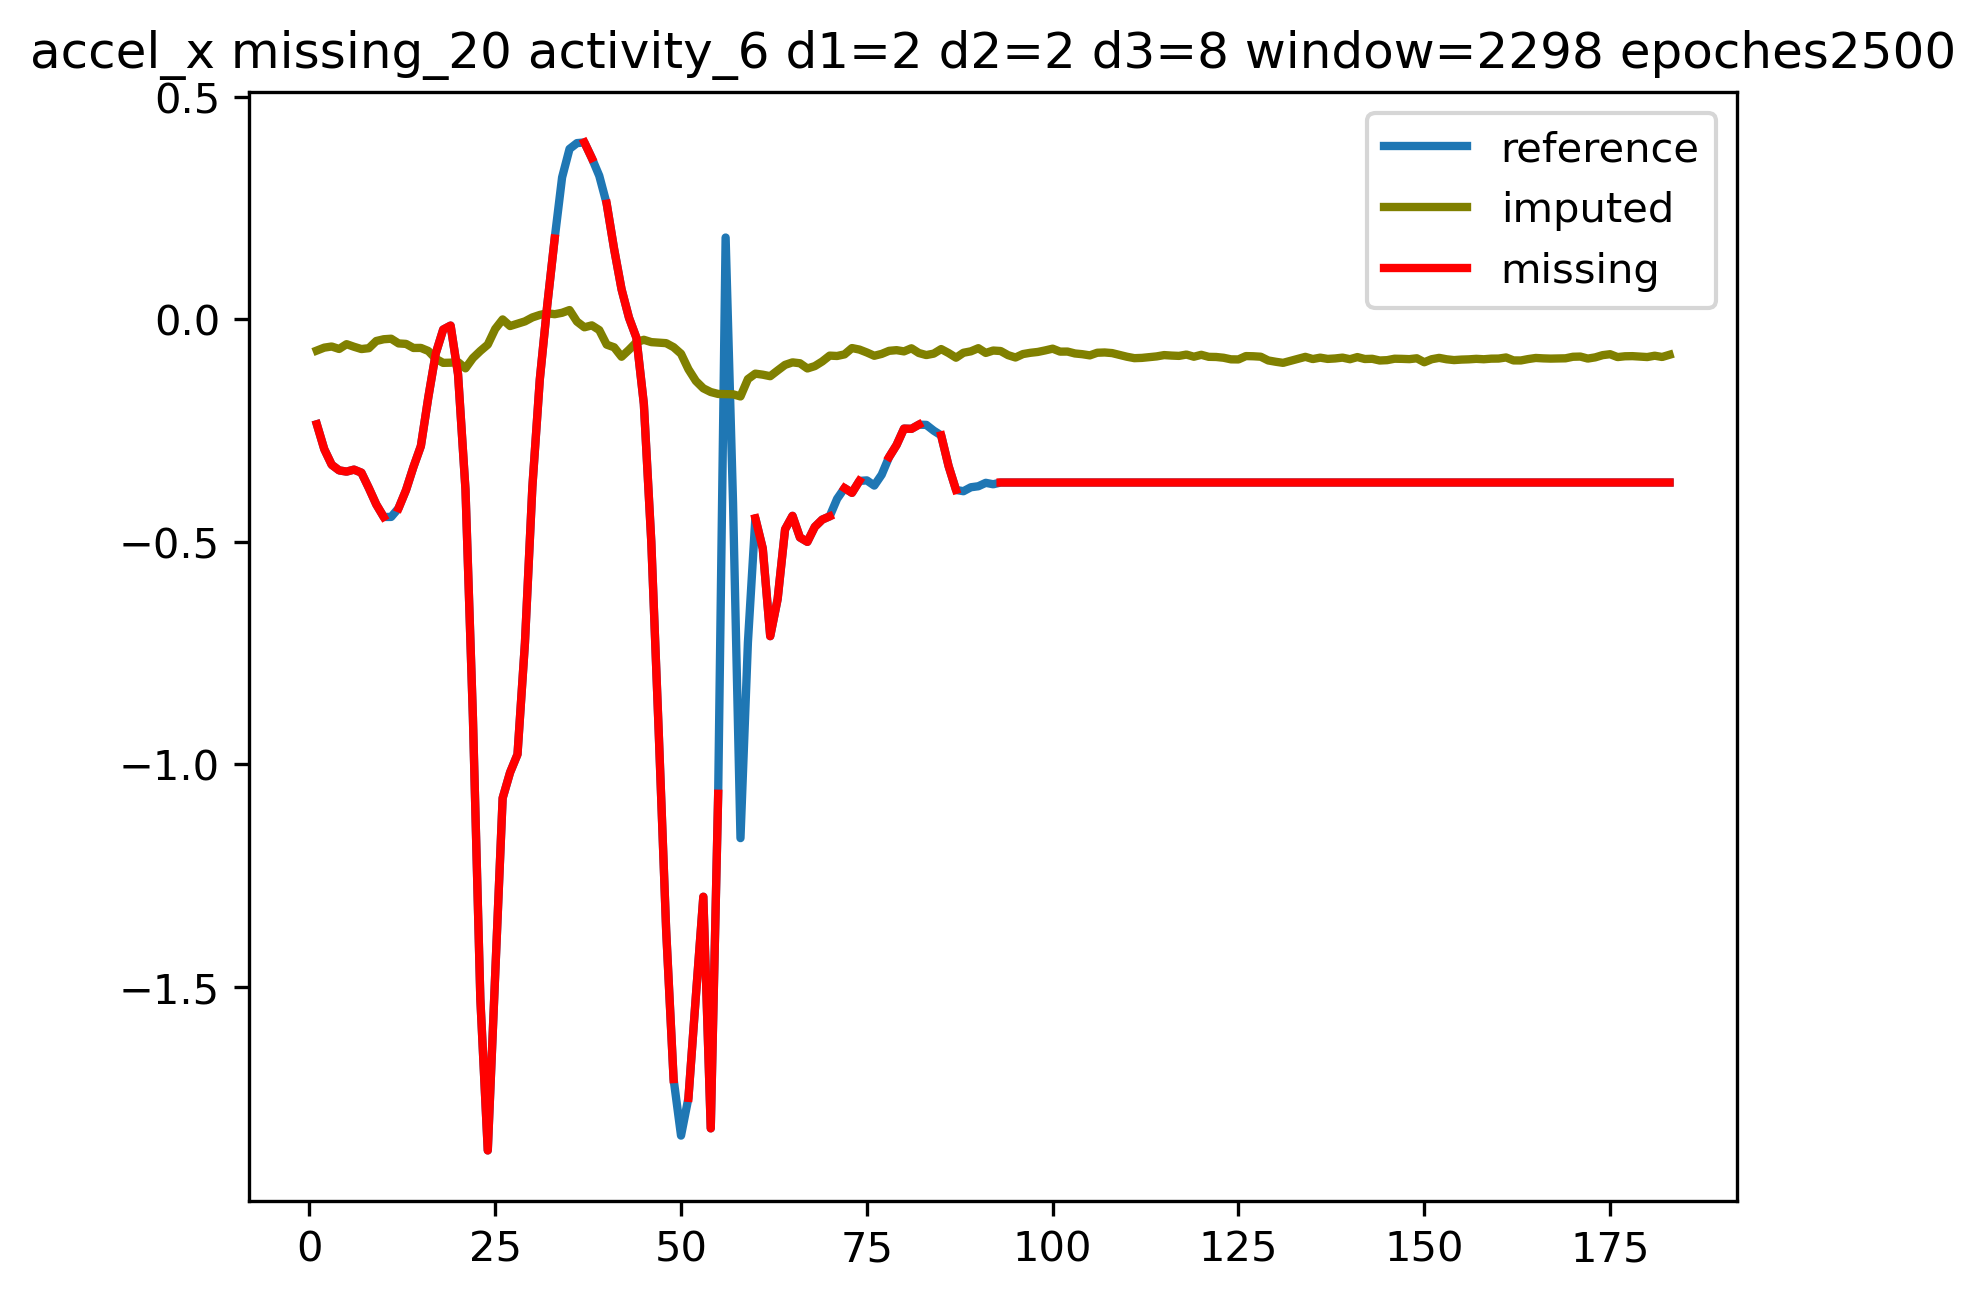 accel_x missing_20 activity_6 d1=2 d2=2 d3=8 window=2298 epoches2500
0.5
0.0
−0.5
−1.0
−1.5
reference
imputed
missing
0 25 50 75 100 125 150 175